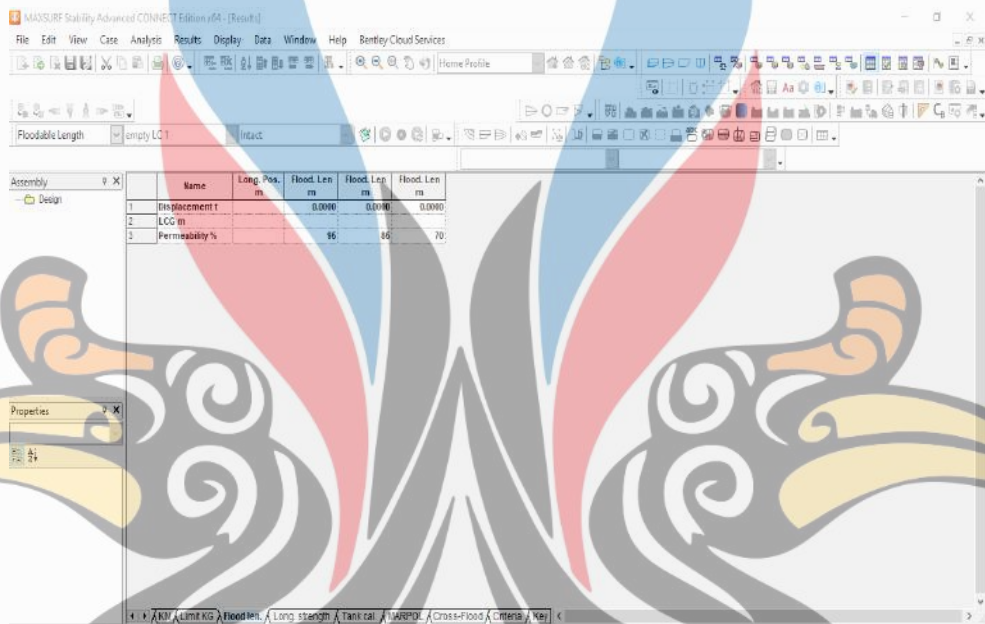 MAXSURF Stability Advanced CONNECT Edition x64 - [Results]
File Edit View Case Analysis Results Display Data Window Help Bentley Cloud Services
Home Profile
Floodable Length empty LC Intact
Assembly
Design
Name Long. Pos. m Flood. Len m Flood. Len m Flood. Len m
1 Displacement t 0.0000 0.0000 0.0000
2 LCG m
3 Permeability % 96 86 70
Properties
KN Limit KG Flood len. Long. strength Tank cal. MARPOL Cross-Flood Criteria Key